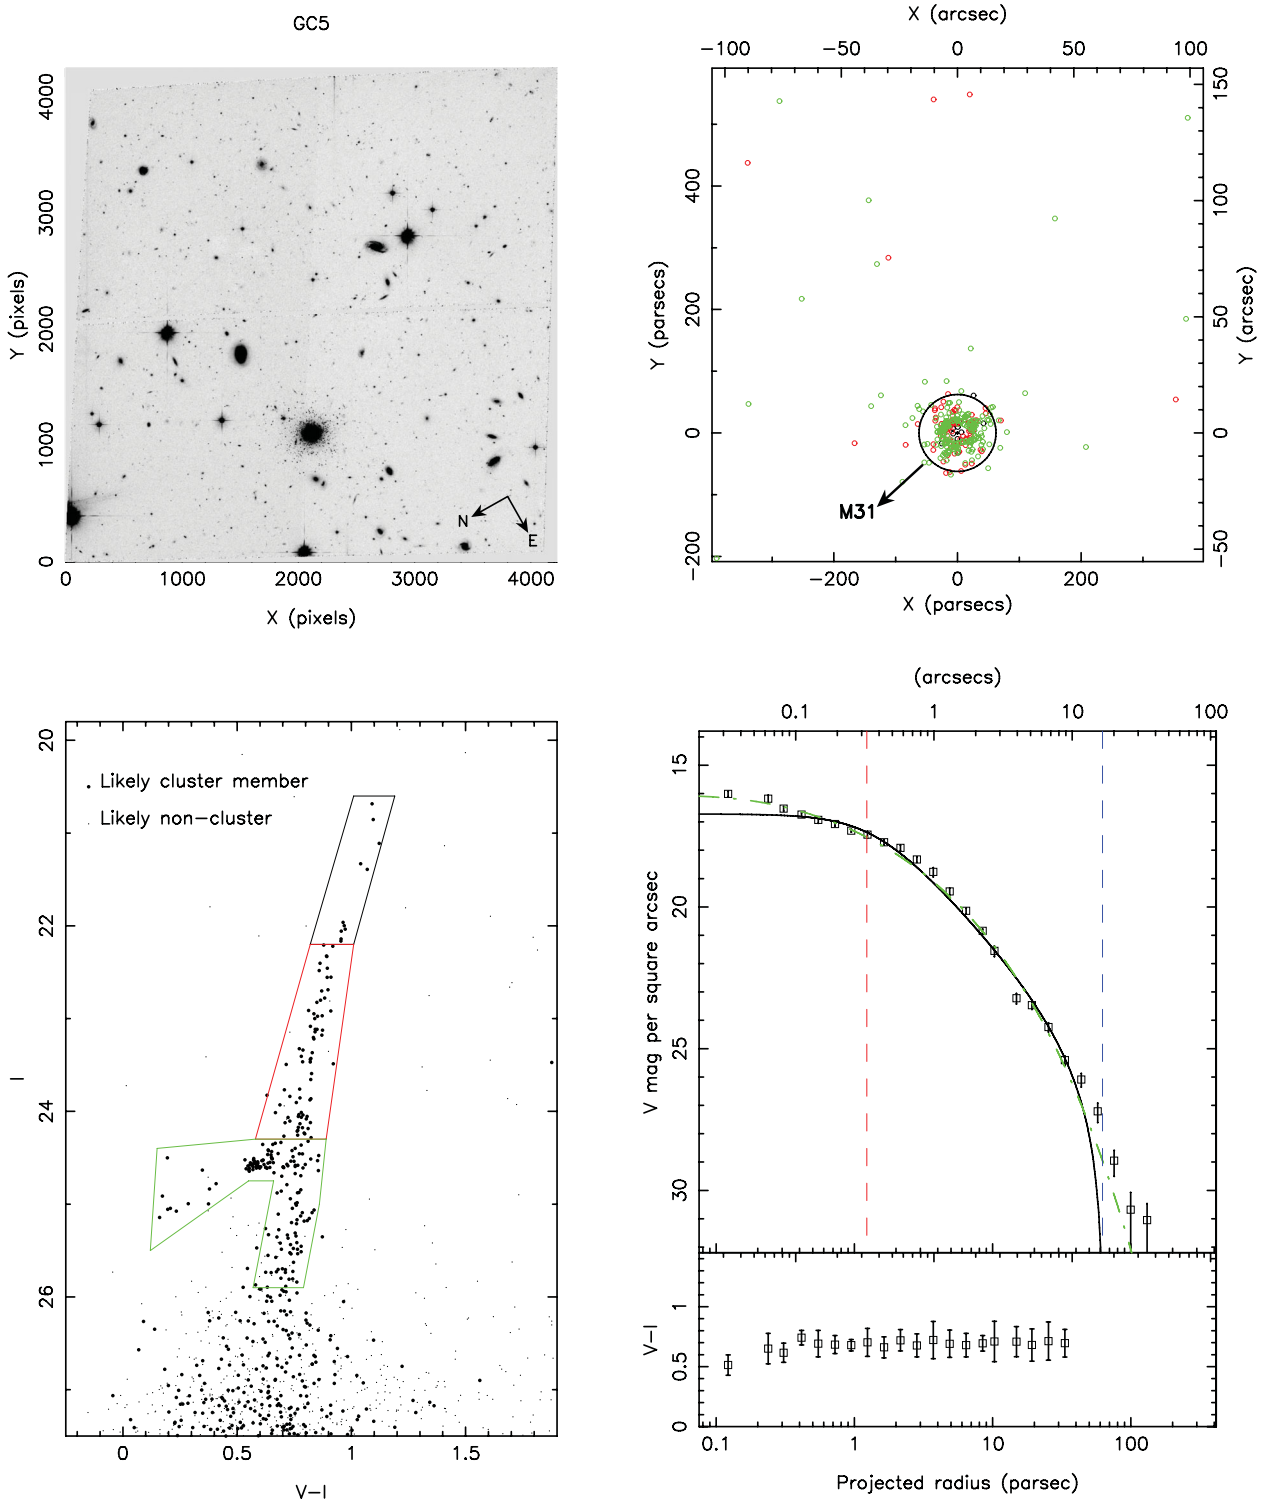 GC5
4000
3000
2000
1000
0
Y (pixels)
N
E
0 1000 2000 3000 4000
X (pixels)
X (arcsec)
−100 −50 0 50 100
400
200
0
−200
Y (parsecs)
150
100
50
0
−50
Y (arcsec)
M31
−200 0 200
X (parsecs)
20
22
24
26
I
Likely cluster member
Likely non-cluster
0 0.5 1 1.5
V−I
(arcsecs)
0.1 1 10 100
15
20
25
30
V mag per square arcsec
1
0.5
0
V−I
0.1 1 10 100
Projected radius (parsec)